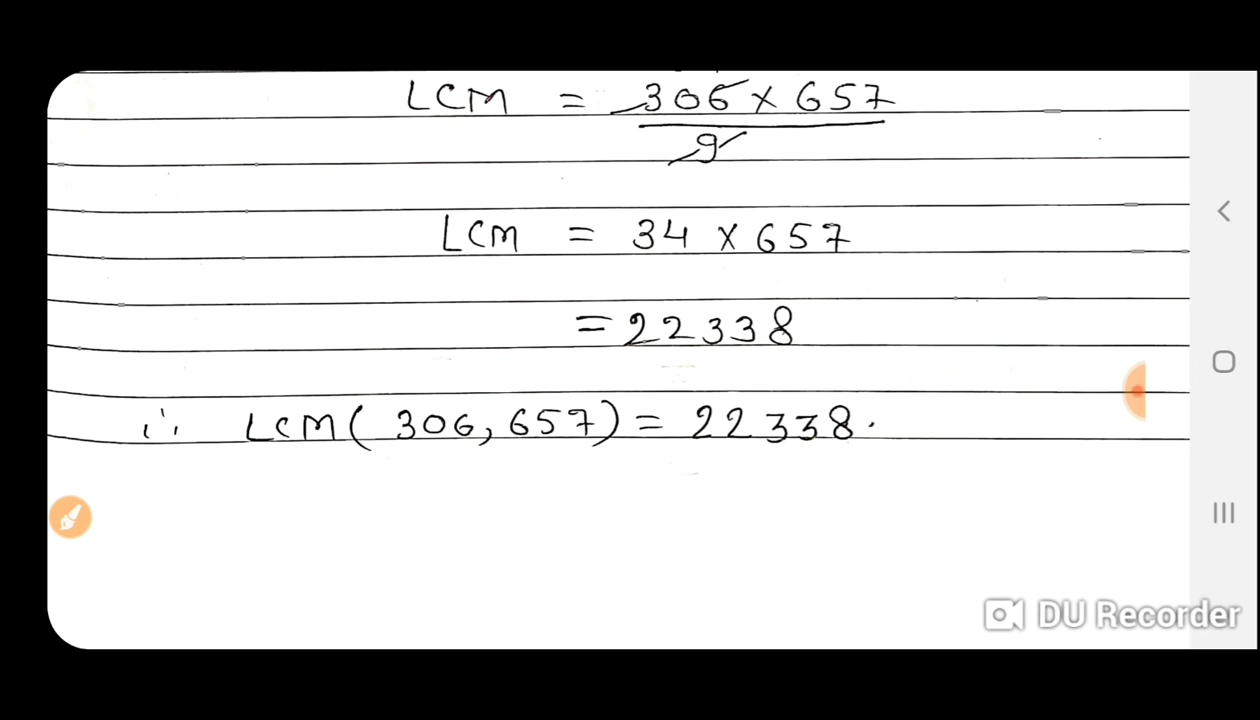 LCM = 306 × 657
9
LCM = 34 × 657
= 22338
∴ LCM( 306, 657) = 22338.
DU Recorder